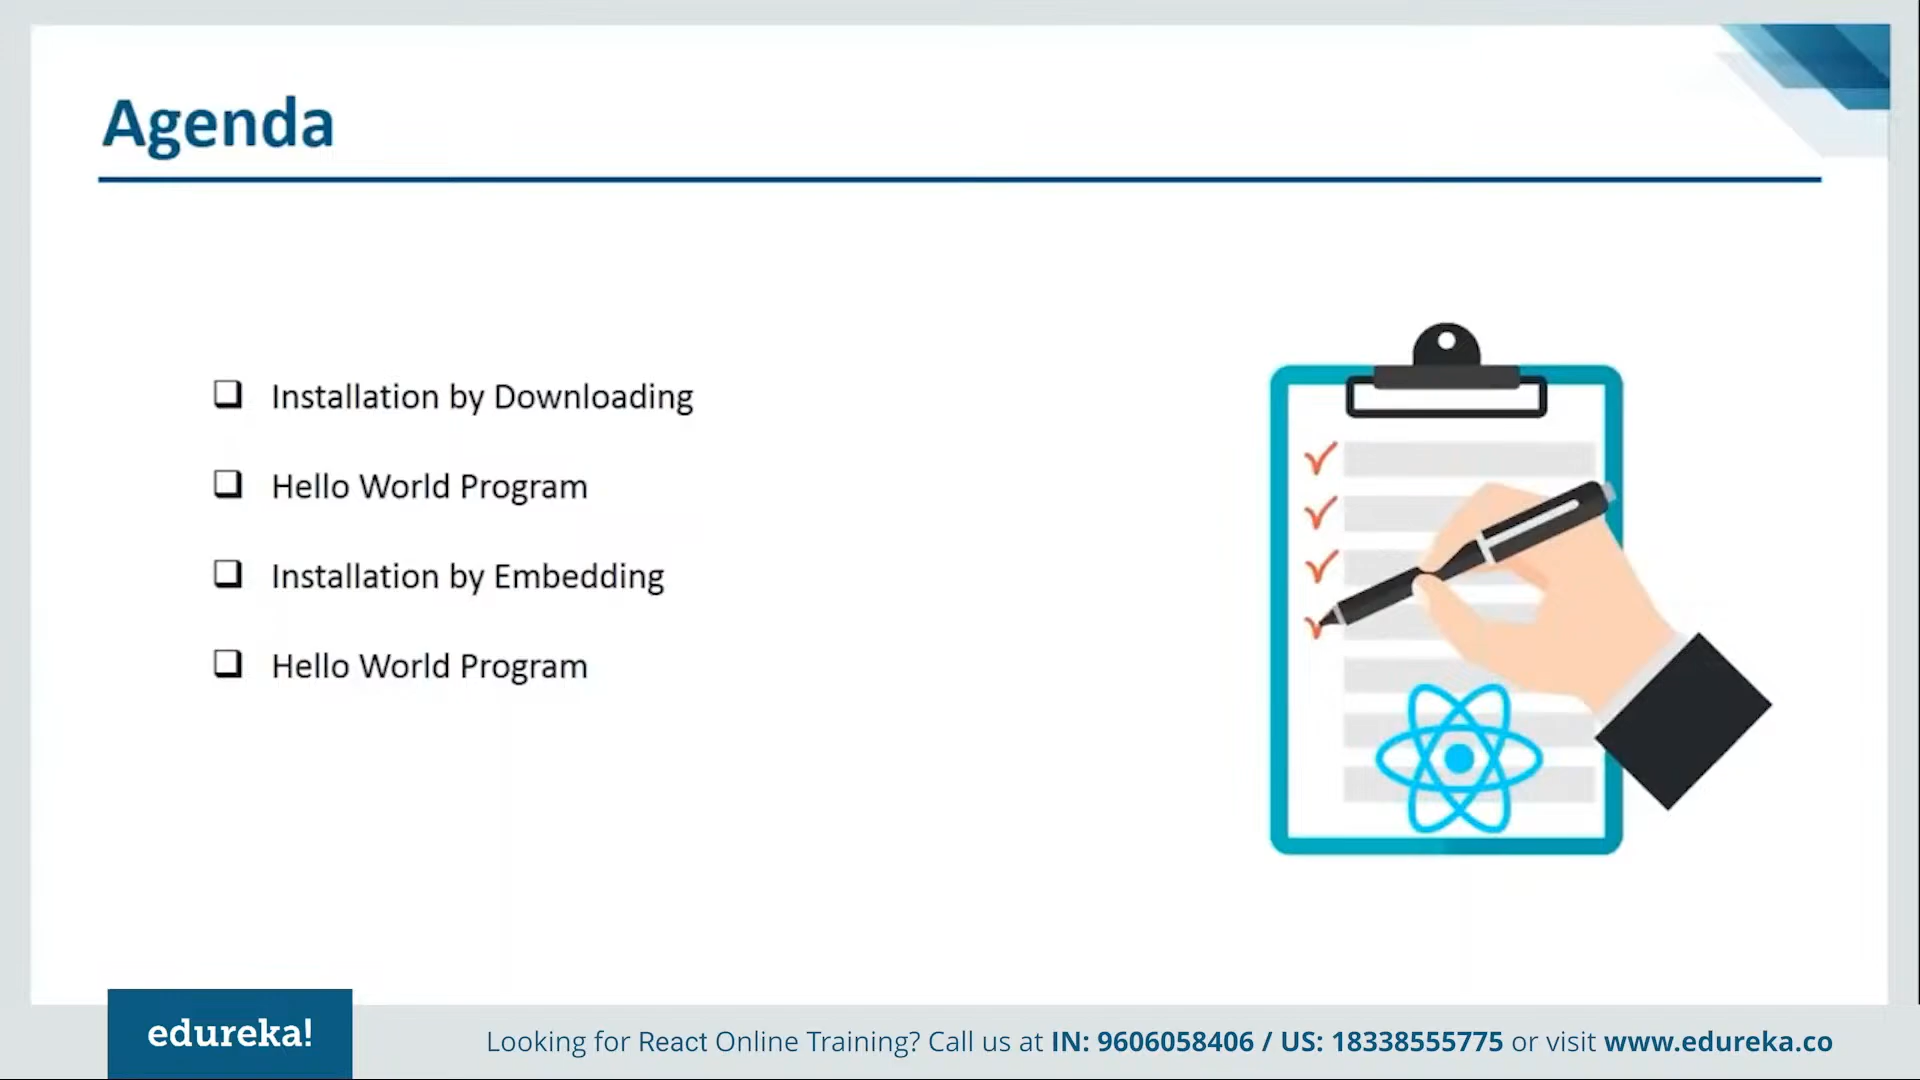 Agenda
Installation by Downloading
Hello World Program
Installation by Embedding
Hello World Program
edureka!
Looking for React Online Training? Call us at IN: 9606058406 / US: 18338555775 or visit www.edureka.co